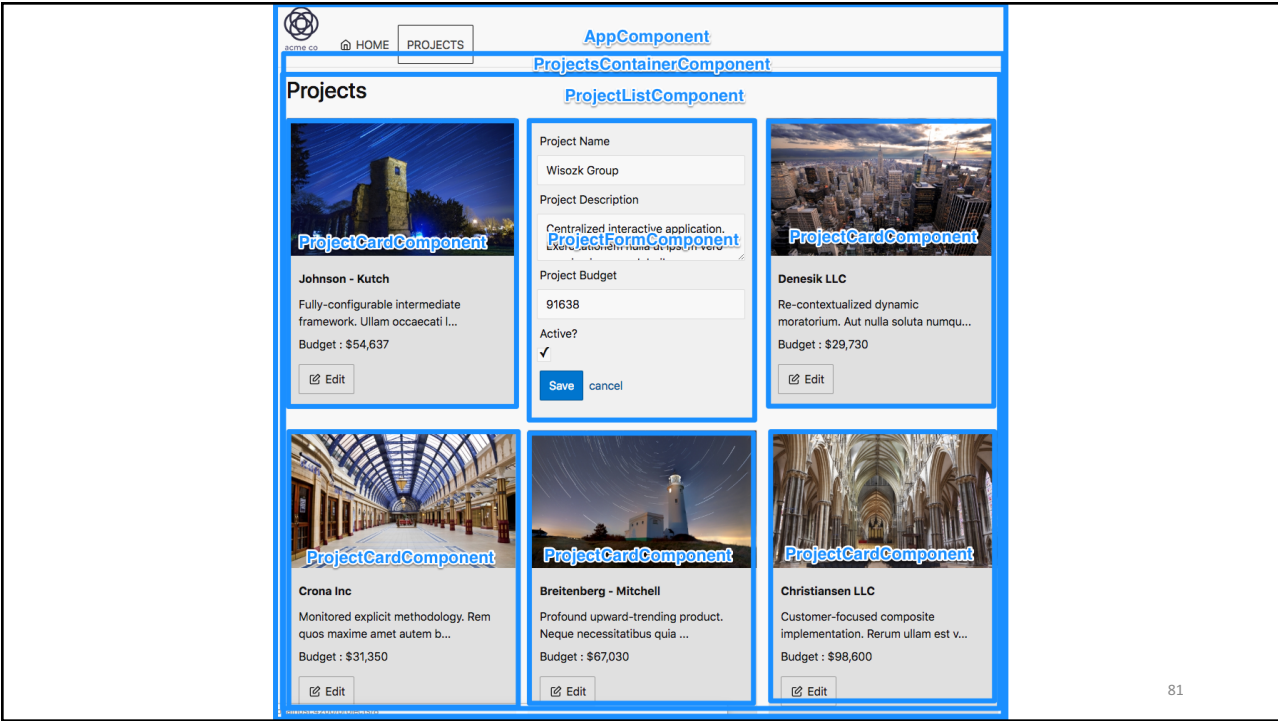 acme co
HOME
PROJECTS
AppComponent
ProjectsContainerComponent
Projects
ProjectListComponent
ProjectCardComponent
Johnson - Kutch
Fully-configurable intermediate
framework. Ullam occaecati l...
Budget : $54,637
Edit
Project Name
Wisozk Group
Project Description
Centralized interactive application.
ProjectFormComponent
Project Budget
91638
Active?
Save cancel
ProjectCardComponent
Denesik LLC
Re-contextualized dynamic
moratorium. Aut nulla soluta numqu...
Budget : $29,730
Edit
ProjectCardComponent
Crona Inc
Monitored explicit methodology. Rem
quos maxime amet autem b...
Budget : $31,350
Edit
ProjectCardComponent
Breitenberg - Mitchell
Profound upward-trending product.
Neque necessitatibus quia ...
Budget : $67,030
Edit
ProjectCardComponent
Christiansen LLC
Customer-focused composite
implementation. Rerum ullam est v...
Budget : $98,600
Edit
81